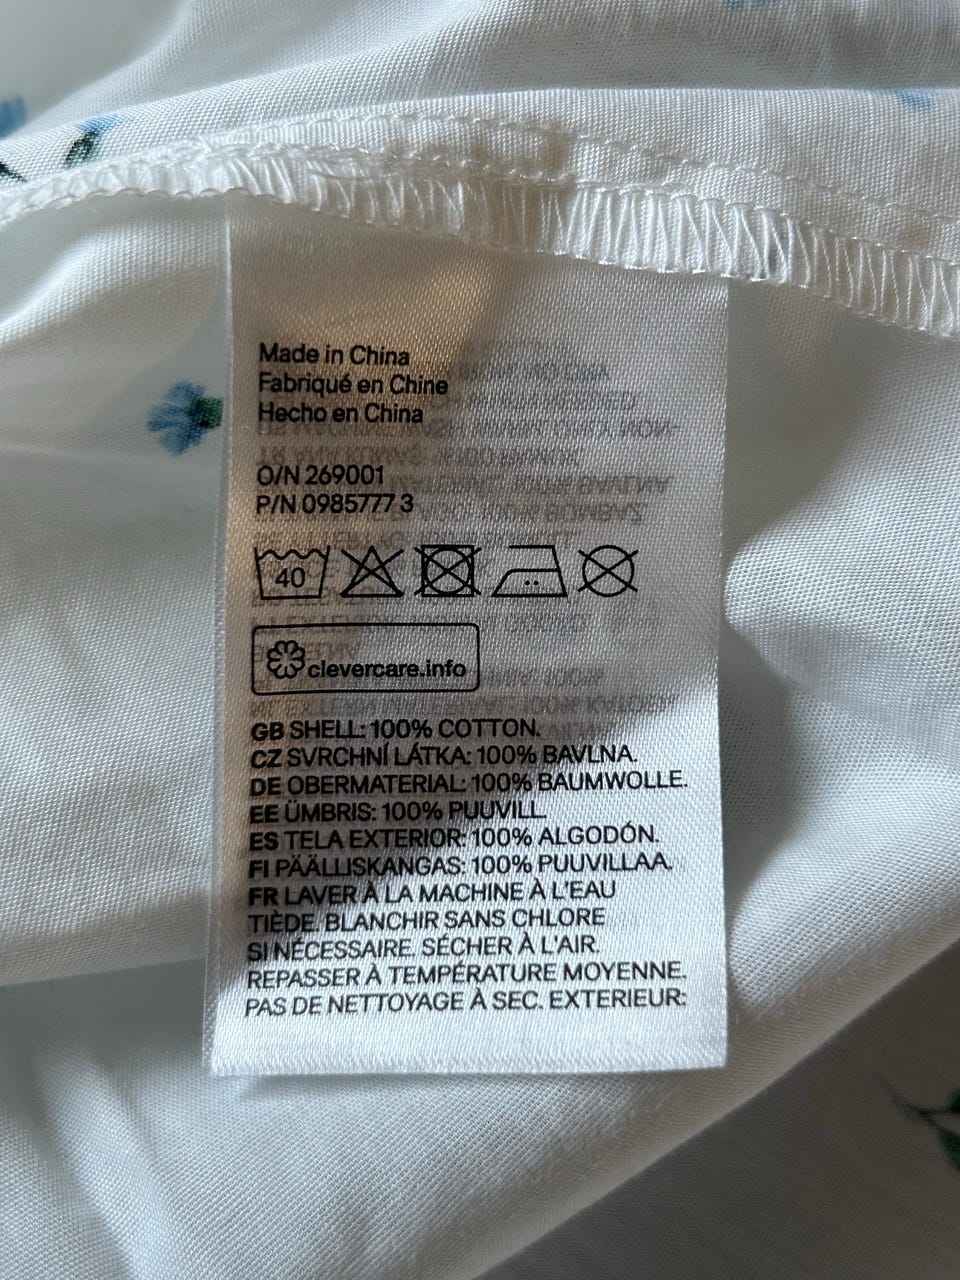 Made in China
Fabriqué en Chine
Hecho en China
O/N 269001
P/N 0985777 3
40
clevercare.info
GB SHELL: 100% COTTON.
CZ SVRCHNÍ LÁTKA: 100% BAVLNA.
DE OBERMATERIAL: 100% BAUMWOLLE.
EE ÜMBRIS: 100% PUUVILL.
ES TELA EXTERIOR: 100% ALGODÓN.
FI PÄÄLLISKANGAS: 100% PUUVILLAA.
FR LAVER À LA MACHINE À L'EAU
TIÈDE. BLANCHIR SANS CHLORE
SI NÉCESSAIRE. SÉCHER À L'AIR.
REPASSER À TEMPÉRATURE MOYENNE.
PAS DE NETTOYAGE À SEC. EXTERIEUR: